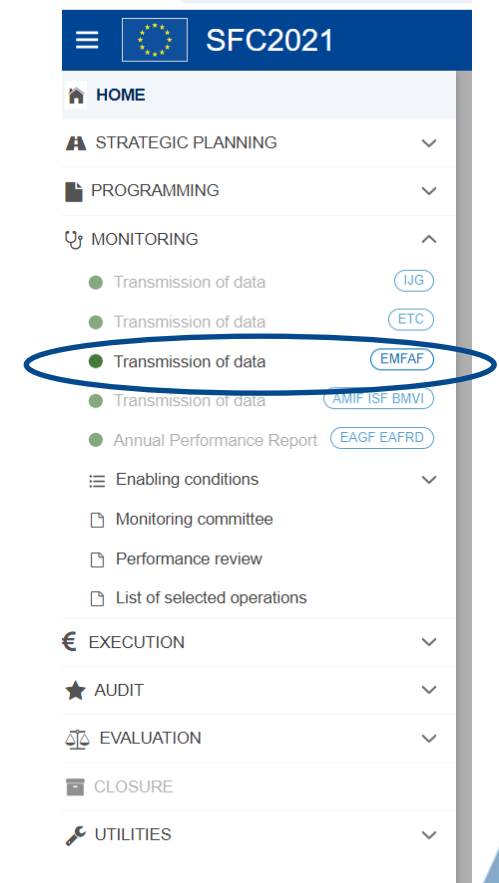 SFC2021
HOME
STRATEGIC PLANNING
PROGRAMMING
MONITORING
Transmission of data IJG
Transmission of data ETC
Transmission of data EMFAF
Transmission of data AMIF ISF BMVI
Annual Performance Report EAGF EAFRD
Enabling conditions
Monitoring committee
Performance review
List of selected operations
€ EXECUTION
AUDIT
EVALUATION
CLOSURE
UTILITIES